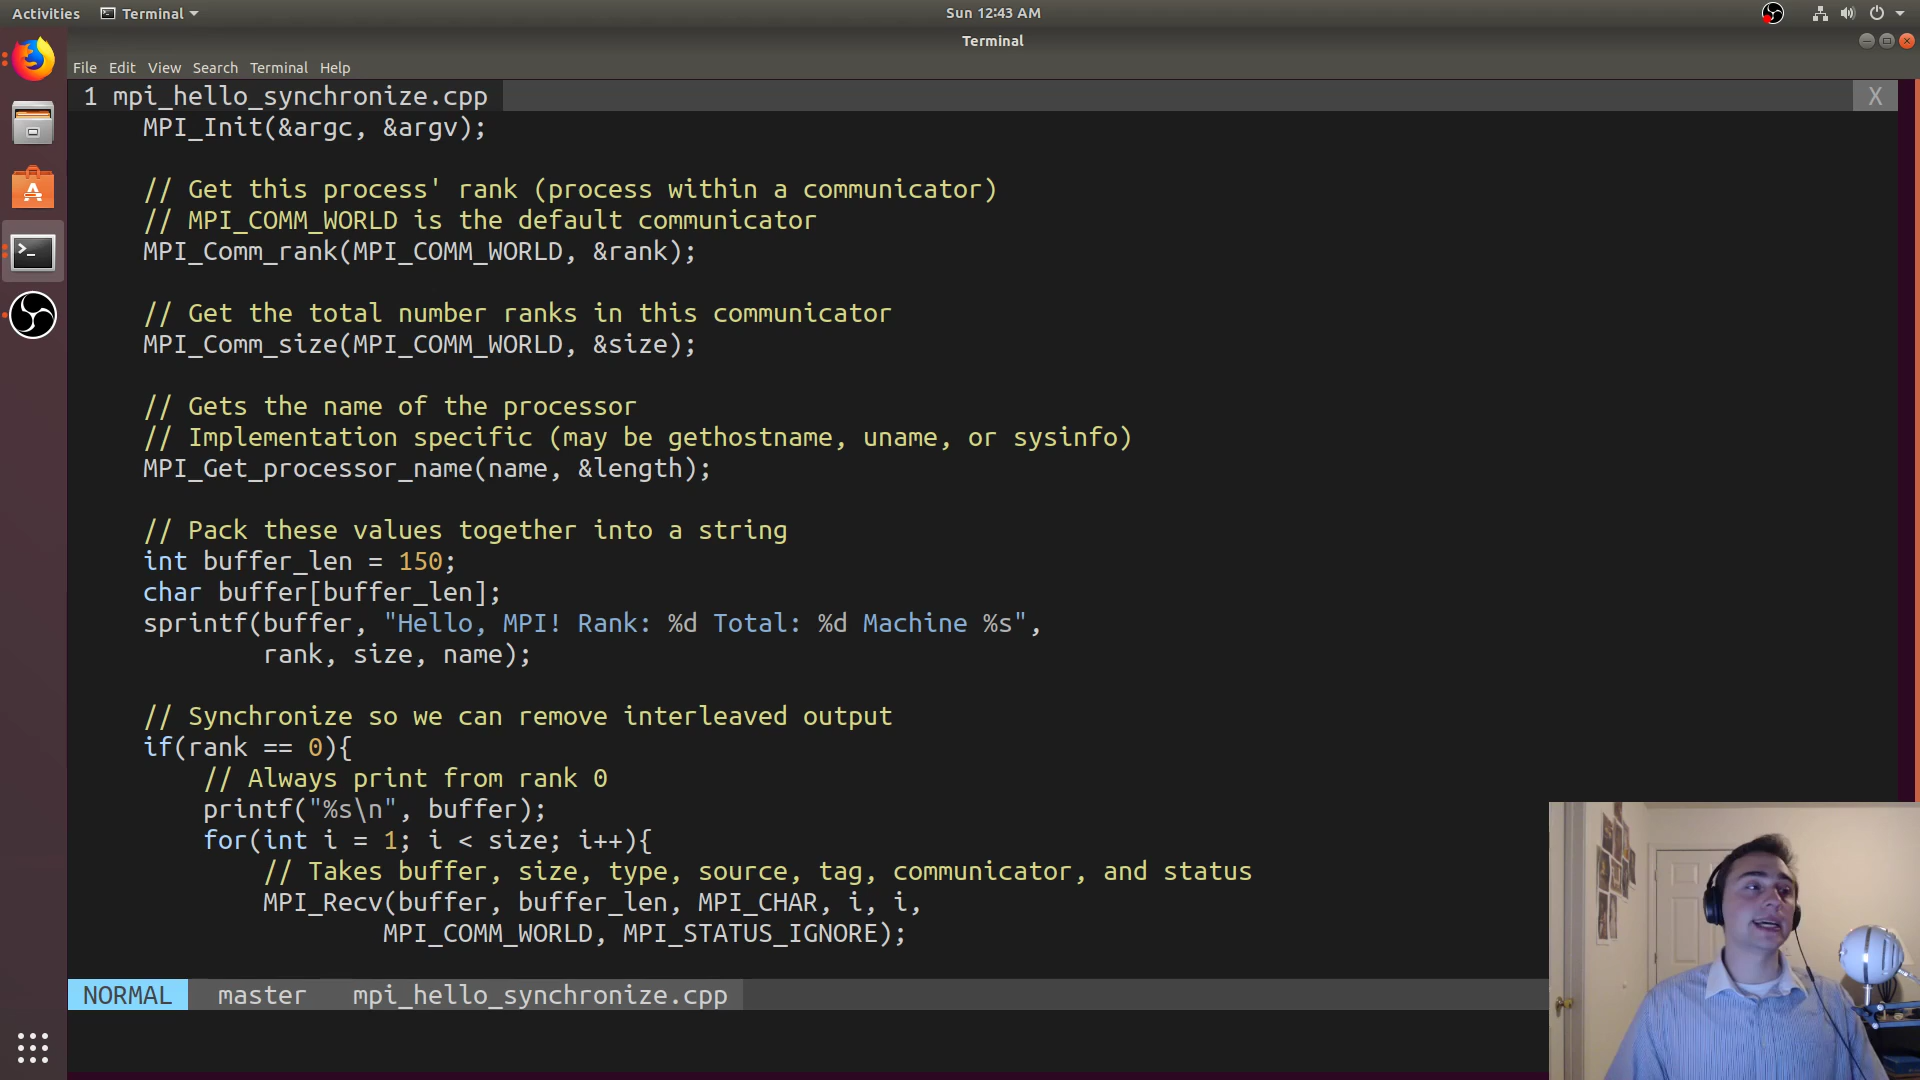 Activities Terminal Sun 12:43 AM
Terminal
File Edit View Search Terminal Help
1 mpi_hello_synchronize.cpp X
MPI_Init(&argc, &argv);
// Get this process' rank (process within a communicator)
// MPI_COMM_WORLD is the default communicator
MPI_Comm_rank(MPI_COMM_WORLD, &rank);
// Get the total number ranks in this communicator
MPI_Comm_size(MPI_COMM_WORLD, &size);
// Gets the name of the processor
// Implementation specific (may be gethostname, uname, or sysinfo)
MPI_Get_processor_name(name, &length);
// Pack these values together into a string
int buffer_len = 150;
char buffer[buffer_len];
sprintf(buffer, "Hello, MPI! Rank: %d Total: %d Machine %s",
rank, size, name);
// Synchronize so we can remove interleaved output
if(rank == 0){
// Always print from rank 0
printf("%s\n", buffer);
for(int i = 1; i < size; i++){
// Takes buffer, size, type, source, tag, communicator, and status
MPI_Recv(buffer, buffer_len, MPI_CHAR, i, i,
MPI_COMM_WORLD, MPI_STATUS_IGNORE);
NORMAL master mpi_hello_synchronize.cpp